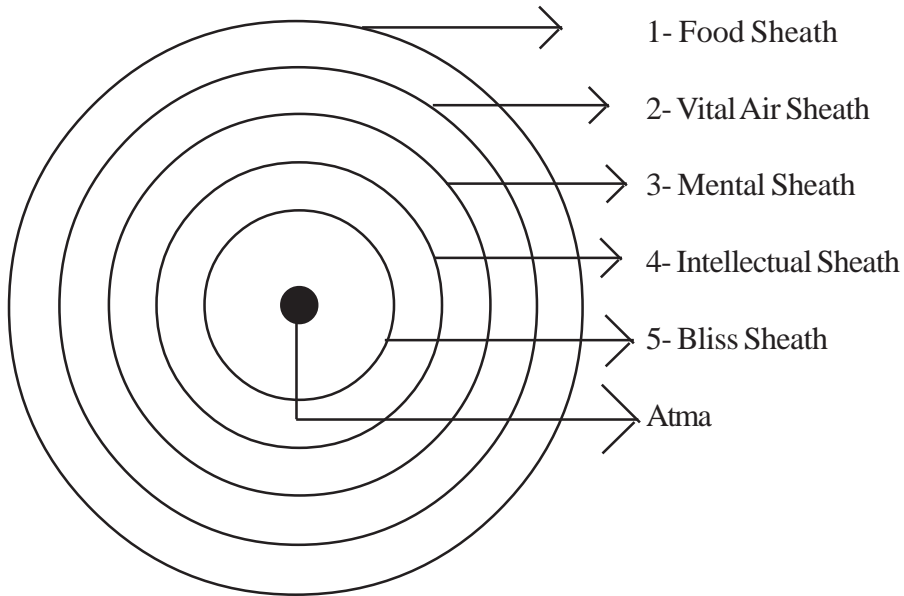 1- Food Sheath
2- Vital Air Sheath
3- Mental Sheath
4- Intellectual Sheath
5- Bliss Sheath
Atma